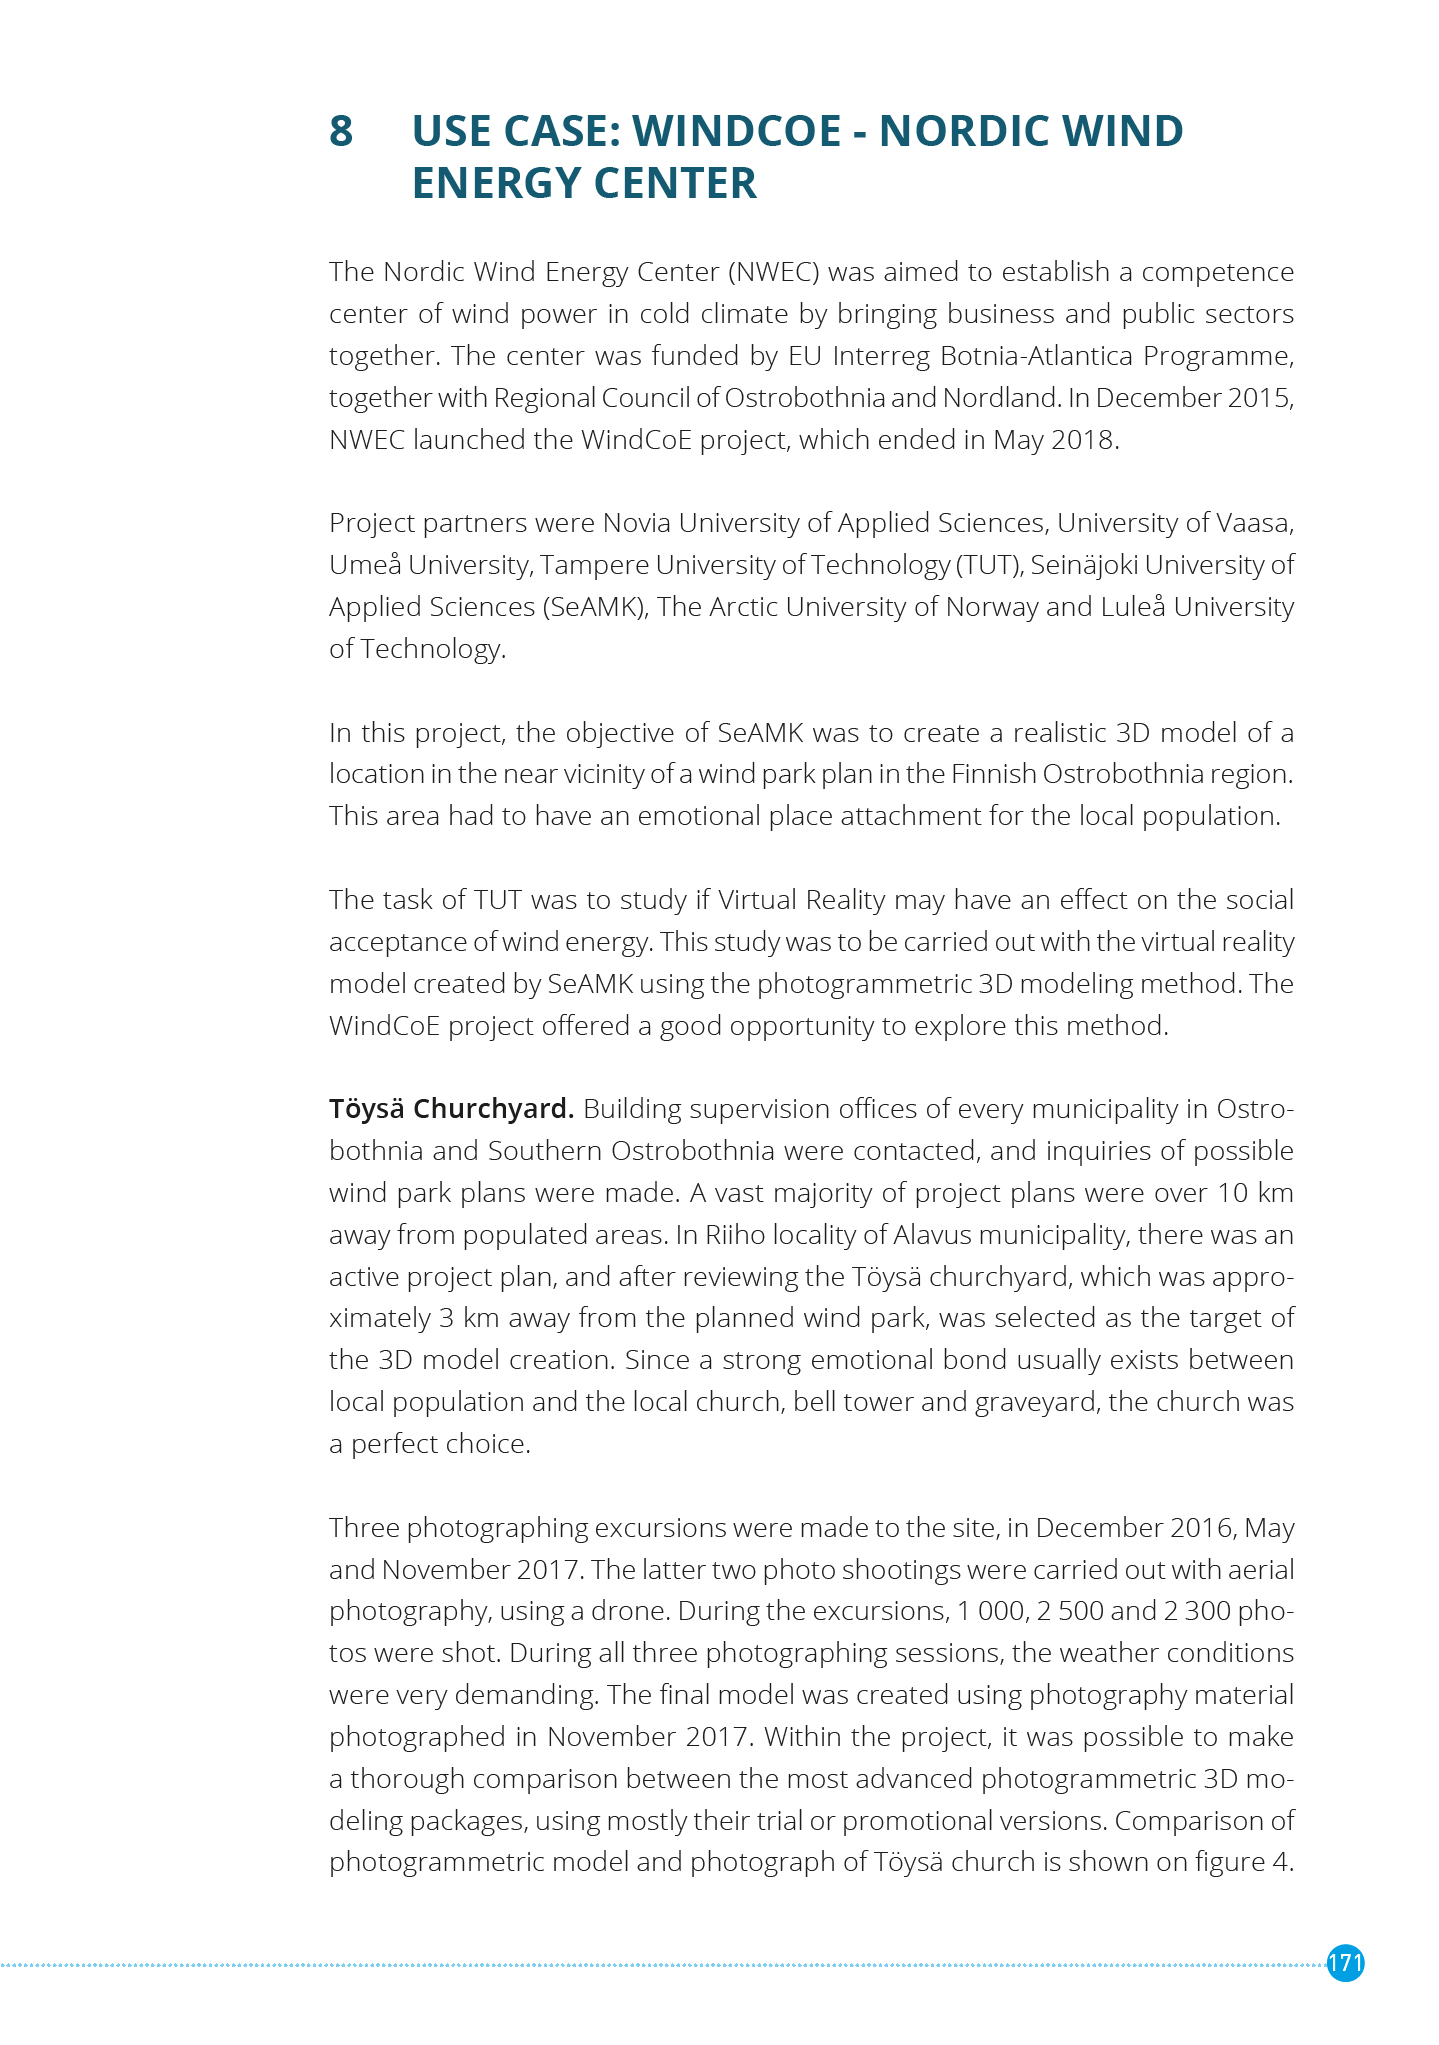 8 USE CASE: WINDCOE - NORDIC WIND
ENERGY CENTER
The Nordic Wind Energy Center (NWEC) was aimed to establish a competence
center of wind power in cold climate by bringing business and public sectors
together. The center was funded by EU Interreg Botnia-Atlantica Programme,
together with Regional Council of Ostrobothnia and Nordland. In December 2015,
NWEC launched the WindCoE project, which ended in May 2018.
Project partners were Novia University of Applied Sciences, University of Vaasa,
Umeå University, Tampere University of Technology (TUT), Seinäjoki University of
Applied Sciences (SeAMK), The Arctic University of Norway and Luleå University
of Technology.
In this project, the objective of SeAMK was to create a realistic 3D model of a
location in the near vicinity of a wind park plan in the Finnish Ostrobothnia region.
This area had to have an emotional place attachment for the local population.
The task of TUT was to study if Virtual Reality may have an effect on the social
acceptance of wind energy. This study was to be carried out with the virtual reality
model created by SeAMK using the photogrammetric 3D modeling method. The
WindCoE project offered a good opportunity to explore this method.
Töysä Churchyard. Building supervision offices of every municipality in Ostro-
bothnia and Southern Ostrobothnia were contacted, and inquiries of possible
wind park plans were made. A vast majority of project plans were over 10 km
away from populated areas. In Riiho locality of Alavus municipality, there was an
active project plan, and after reviewing the Töysä churchyard, which was appro-
ximately 3 km away from the planned wind park, was selected as the target of
the 3D model creation. Since a strong emotional bond usually exists between
local population and the local church, bell tower and graveyard, the church was
a perfect choice.
Three photographing excursions were made to the site, in December 2016, May
and November 2017. The latter two photo shootings were carried out with aerial
photography, using a drone. During the excursions, 1 000, 2 500 and 2 300 pho-
tos were shot. During all three photographing sessions, the weather conditions
were very demanding. The final model was created using photography material
photographed in November 2017. Within the project, it was possible to make
a thorough comparison between the most advanced photogrammetric 3D mo-
deling packages, using mostly their trial or promotional versions. Comparison of
photogrammetric model and photograph of Töysä church is shown on figure 4.
171